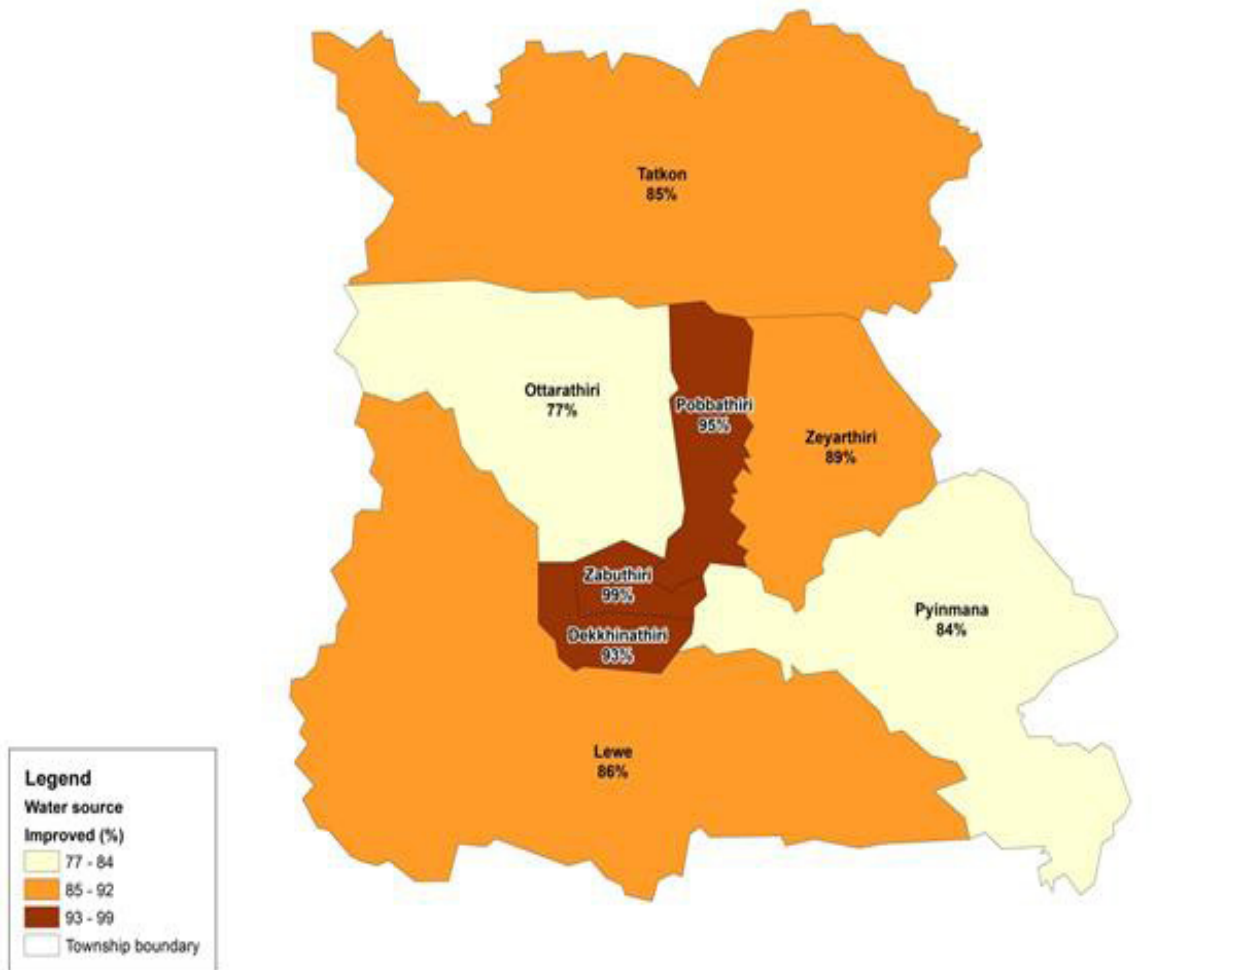 Tatkon
85%
Ottarathiri
77%
Pobbathiri
95%
Zeyarthiri
89%
Zabuthiri
99%
Dekkhinathiri
93%
Pyinmana
84%
Lewe
86%
Legend
Water source
Improved (%)
77 - 84
85 - 92
93 - 99
Township boundary